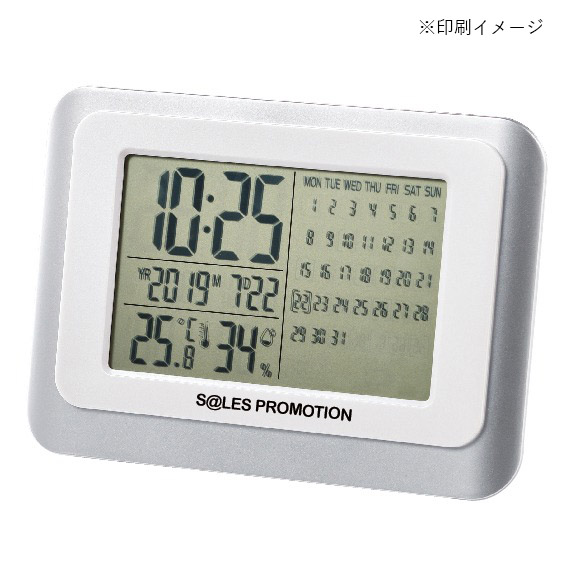 ※印刷イメージ
10:25
YR 2019 M 7 D 22
25.8 ℃ 34 %
MON TUE WED THU FRI SAT SUN
1 2 3 4 5 6 7
8 9 10 11 12 13 14
15 16 17 18 19 20 21
22 23 24 25 26 27 28
29 30 31
S@LES PROMOTION